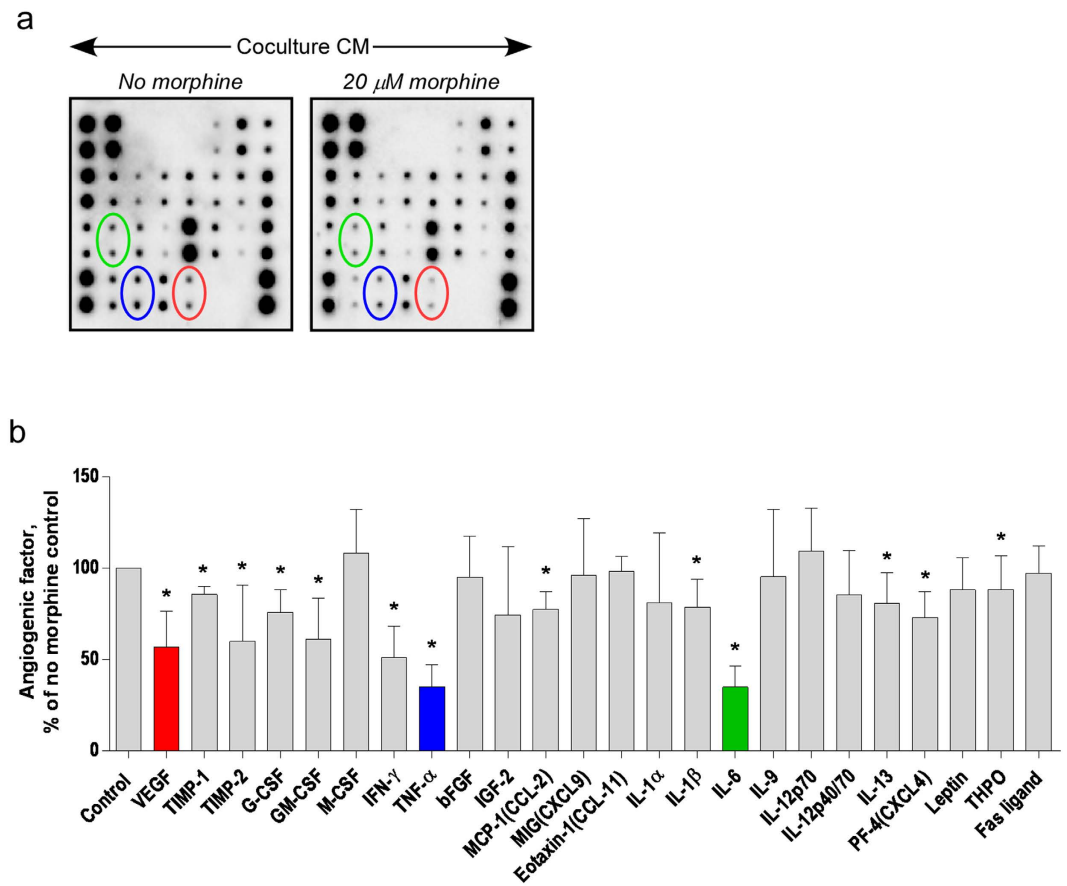 a
Coculture CM
No morphine
20 μM morphine
b
Angiogenic factor,
% of no morphine control
150
100
50
0
* * * * * * * * * * * * *
Control
VEGF
TIMP-1
TIMP-2
G-CSF
GM-CSF
M-CSF
IFN-γ
TNF-α
bFGF
IGF-2
MCP-1(CCL-2)
MIG(CXCL9)
Eotaxin-1(CCL-11)
IL-1α
IL-1β
IL-6
IL-9
IL-12p70
IL-12p40/70
IL-13
PF-4(CXCL4)
Leptin
THPO
Fas ligand